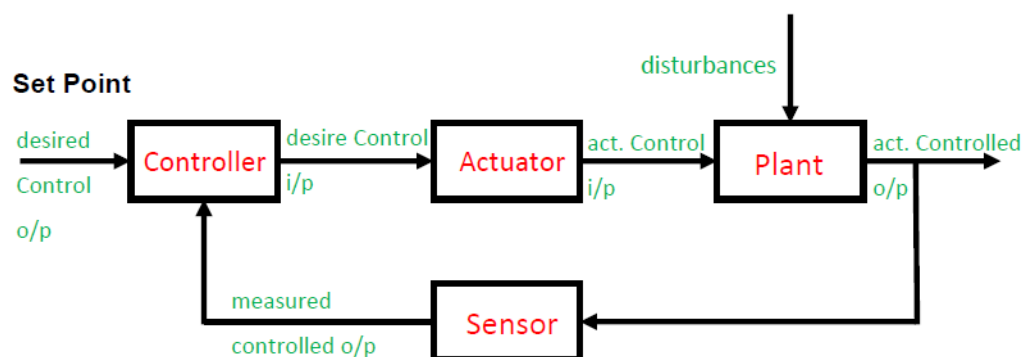 disturbances
Set Point
desired
Control
o/p
Controller
desire Control
i/p
Actuator
act. Control
i/p
Plant
act. Controlled
o/p
measured
controlled o/p
Sensor